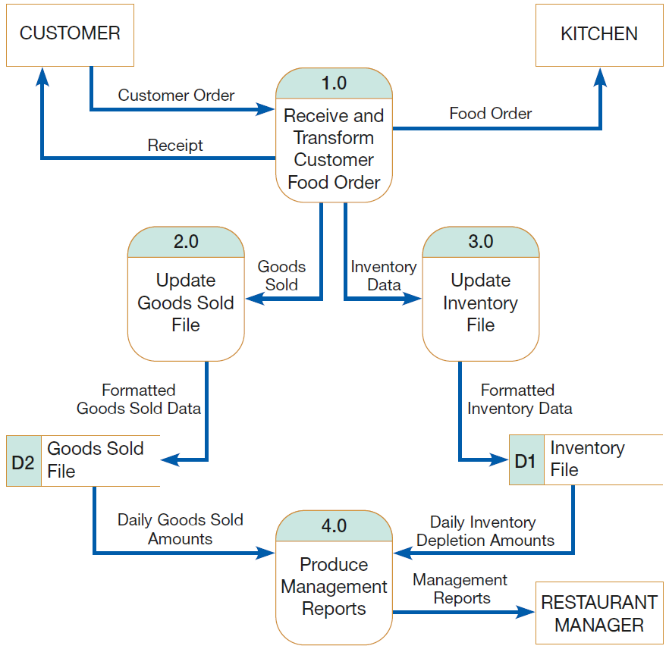 CUSTOMER
KITCHEN
1.0
Receive and
Transform
Customer
Food Order
Customer Order
Receipt
Food Order
2.0
Update
Goods Sold
File
Goods
Sold
Inventory
Data
3.0
Update
Inventory
File
Formatted
Goods Sold Data
Formatted
Inventory Data
D2
Goods Sold
File
D1
Inventory
File
Daily Goods Sold
Amounts
4.0
Produce
Management
Reports
Daily Inventory
Depletion Amounts
Management
Reports
RESTAURANT
MANAGER